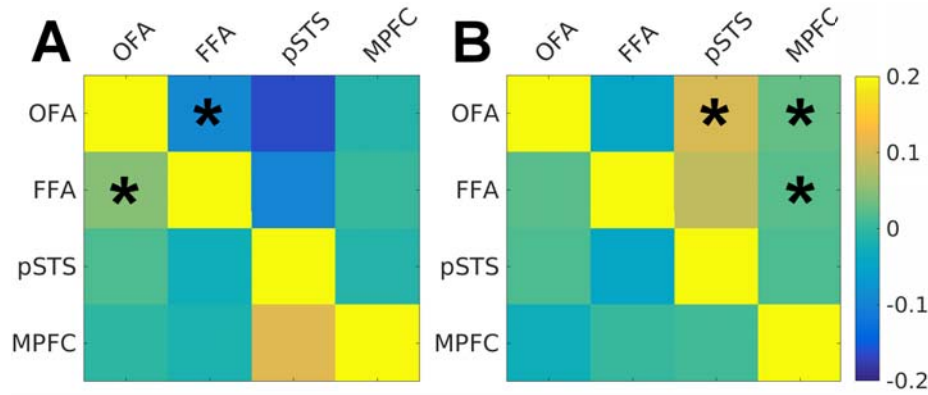 A
OFA FFA pSTS MPFC
OFA *
FFA *
pSTS
MPFC
B
OFA FFA pSTS MPFC
OFA * *
FFA *
pSTS
MPFC
0.2
0.1
0
-0.1
-0.2